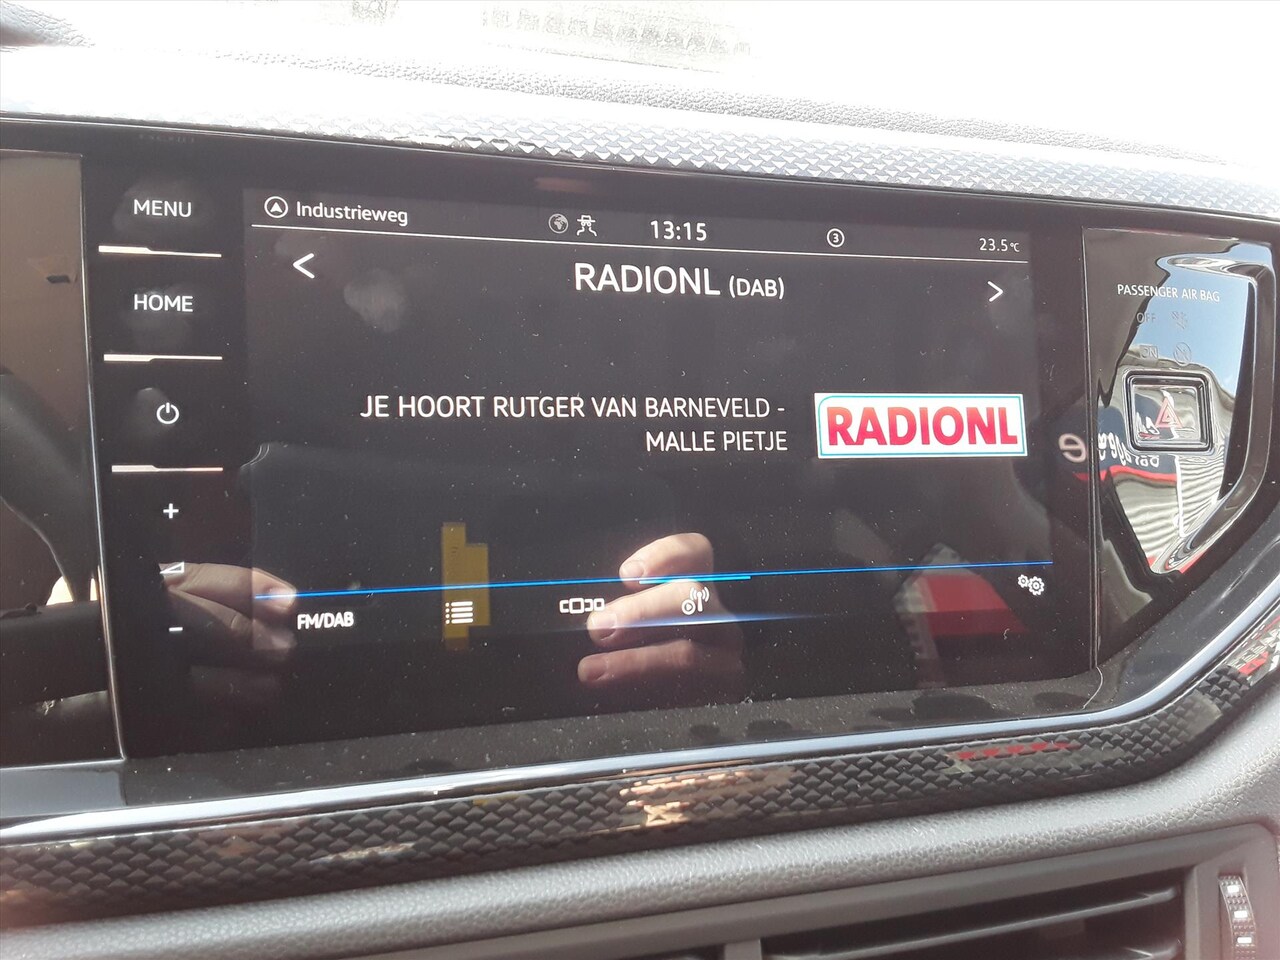 MENU
HOME
Industrieweg
13:15
3
23.5°C
RADIONL (DAB)
JE HOORT RUTGER VAN BARNEVELD -
MALLE PIETJE
RADIONL
FM/DAB
PASSENGER AIR BAG
OFF
ON